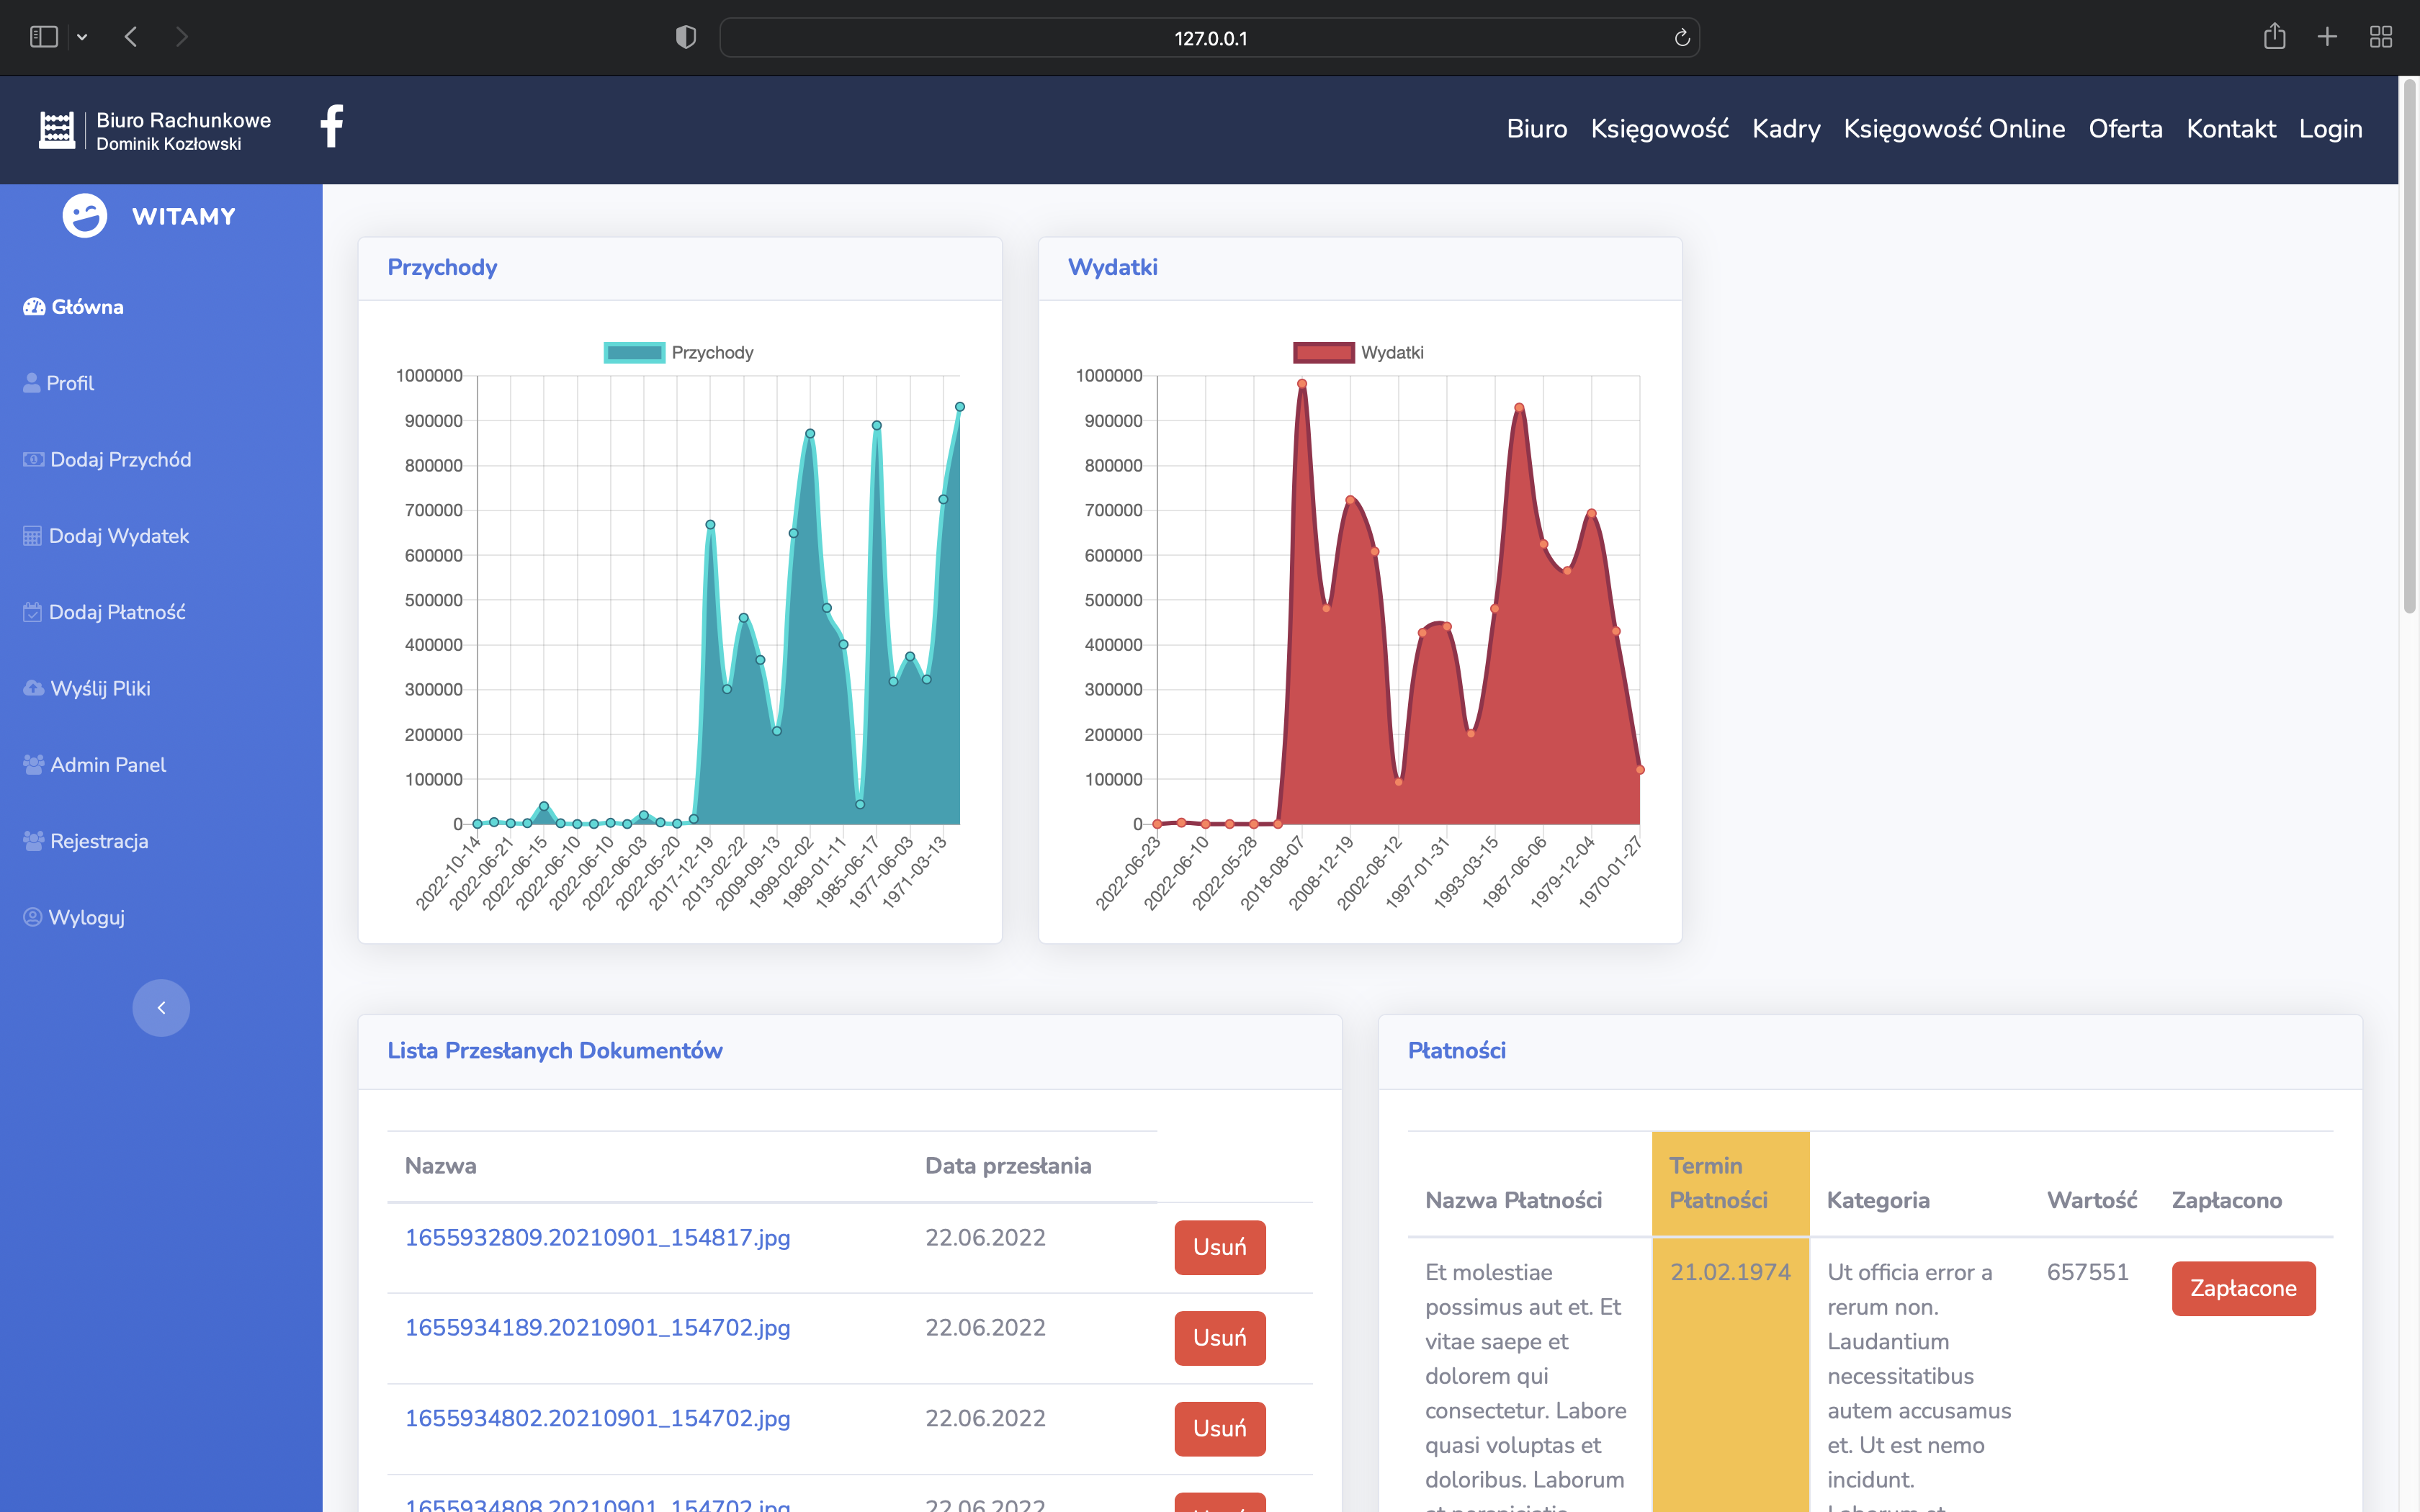 127.0.0.1
Biuro Rachunkowe
Dominik Kozłowski
Biuro Księgowość Kadry Księgowość Online Oferta Kontakt Login
WITAMY
Główna
Profil
Dodaj Przychód
Dodaj Wydatek
Dodaj Płatność
Wyślij Pliki
Admin Panel
Rejestracja
Wyloguj
Przychody
Przychody
1000000
900000
800000
700000
600000
500000
400000
300000
200000
100000
0
2022-10-14
2022-06-21
2022-06-15
2022-06-10
2022-06-10
2022-06-03
2022-05-20
2017-12-19
2013-02-22
2009-09-13
1999-02-02
1989-01-11
1985-06-17
1977-06-03
1971-03-13
Wydatki
Wydatki
1000000
900000
800000
700000
600000
500000
400000
300000
200000
100000
0
2022-06-23
2022-06-10
2022-05-28
2018-08-07
2008-12-19
2002-08-12
1997-01-31
1993-03-15
1987-06-06
1979-12-04
1970-01-27
Lista Przesłanych Dokumentów
Nazwa Data przesłania
1655932809.20210901_154817.jpg 22.06.2022 Usuń
1655934189.20210901_154702.jpg 22.06.2022 Usuń
1655934802.20210901_154702.jpg 22.06.2022 Usuń
1655934808.20210901_154702.jpg 22.06.2022
Płatności
Nazwa Płatności
Termin
Płatności
Kategoria
Wartość
Zapłacono
Et molestiae
possimus aut et. Et
vitae saepe et
dolorem qui
consectetur. Labore
quasi voluptas et
doloribus. Laborum
21.02.1974
Ut officia error a
rerum non.
Laudantium
necessitatibus
autem accusamus
et. Ut est nemo
incidunt.
657551
Zapłacone